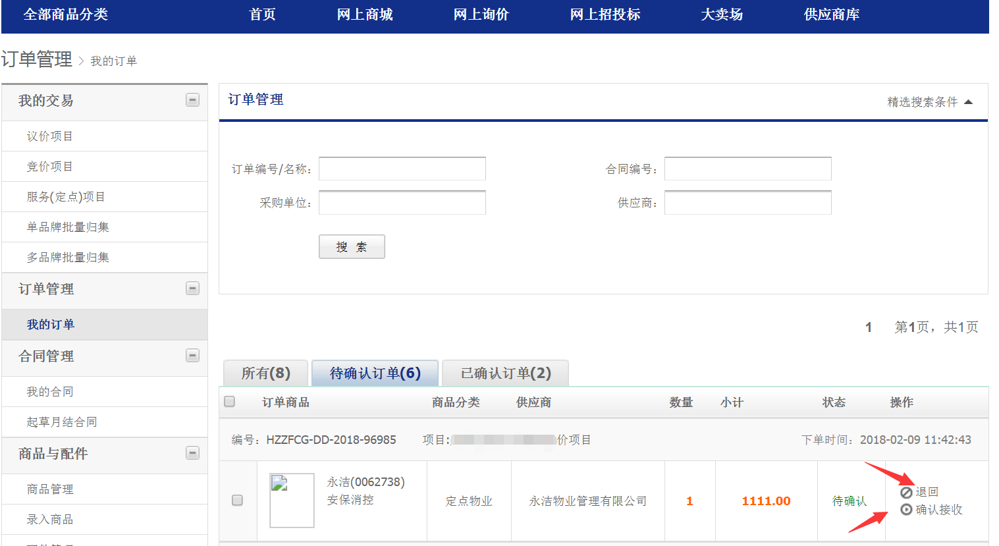 全部商品分类 首页 网上商城 网上询价 网上招投标 大卖场 供应商库
订单管理 > 我的订单
我的交易
议价项目
竞价项目
服务(定点)项目
单品牌批量归集
多品牌批量归集
订单管理
我的订单
合同管理
我的合同
起草月结合同
商品与配件
商品管理
录入商品
订单管理 精选搜索条件
订单编号/名称: 合同编号:
采购单位: 供应商:
搜 索
1 第1页，共1页
所有(8) 待确认订单(6) 已确认订单(2)
订单商品 商品分类 供应商 数量 小计 状态 操作
编号: HZZFCG-DD-2018-96985 项目: 价项目 下单时间: 2018-02-09 11:42:43
永洁(0062738)
安保消控
定点物业 永洁物业管理有限公司 1 1111.00 待确认
退回
确认接收